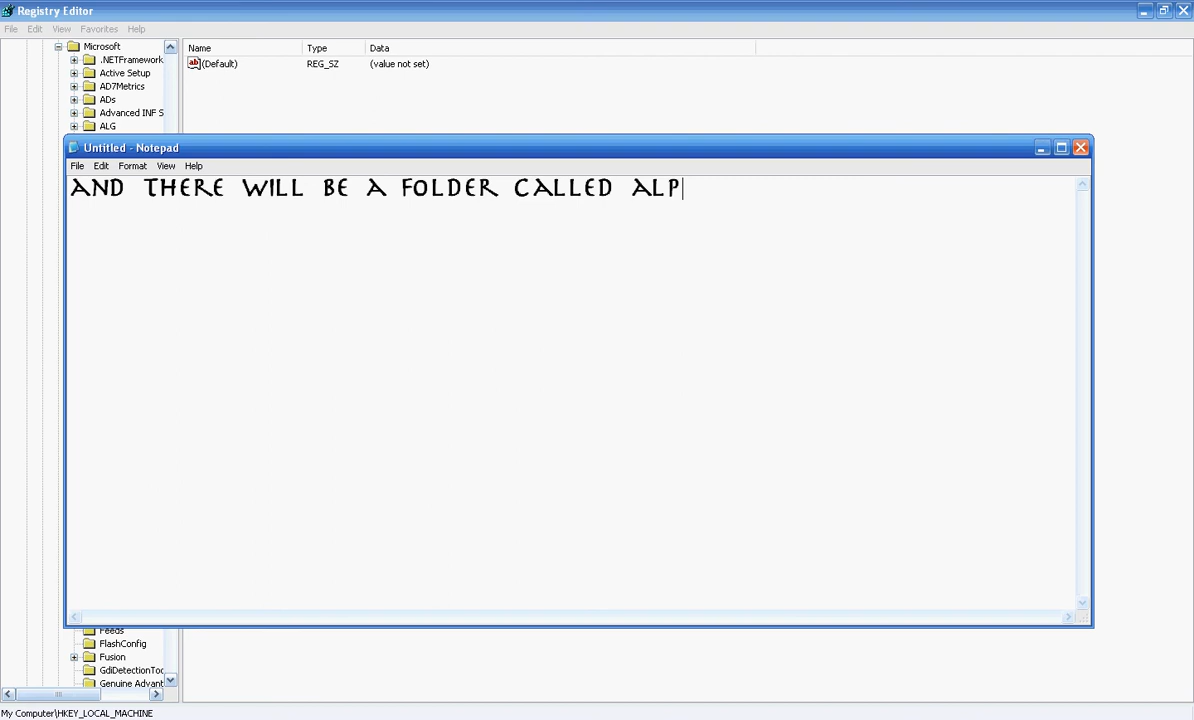 Registry Editor
File Edit View Favorites Help
Microsoft
.NETFramework
Active Setup
AD7Metrics
ADs
Advanced INF S
ALG
Name Type Data
ab (Default) REG_SZ (value not set)
Untitled - Notepad
File Edit Format View Help
AND THERE WILL BE A FOLDER CALLED ALP
Feeds
FlashConfig
Fusion
GdiDetectionToo
Genuine Advant
My Computer\HKEY_LOCAL_MACHINE